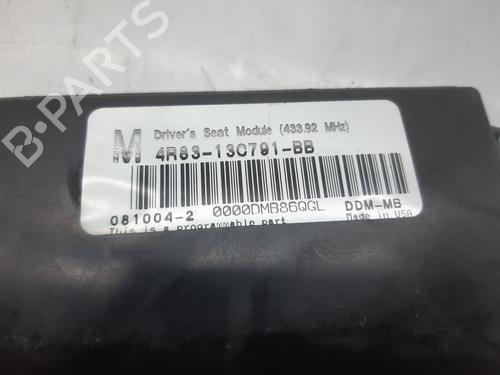 B-PARTS
M Driver's Seat Module (433.92 MHz)
4R83-13C791-BB
081004-2 0000DMB86QGL DDM-MB
This is a programmable part Made in USA